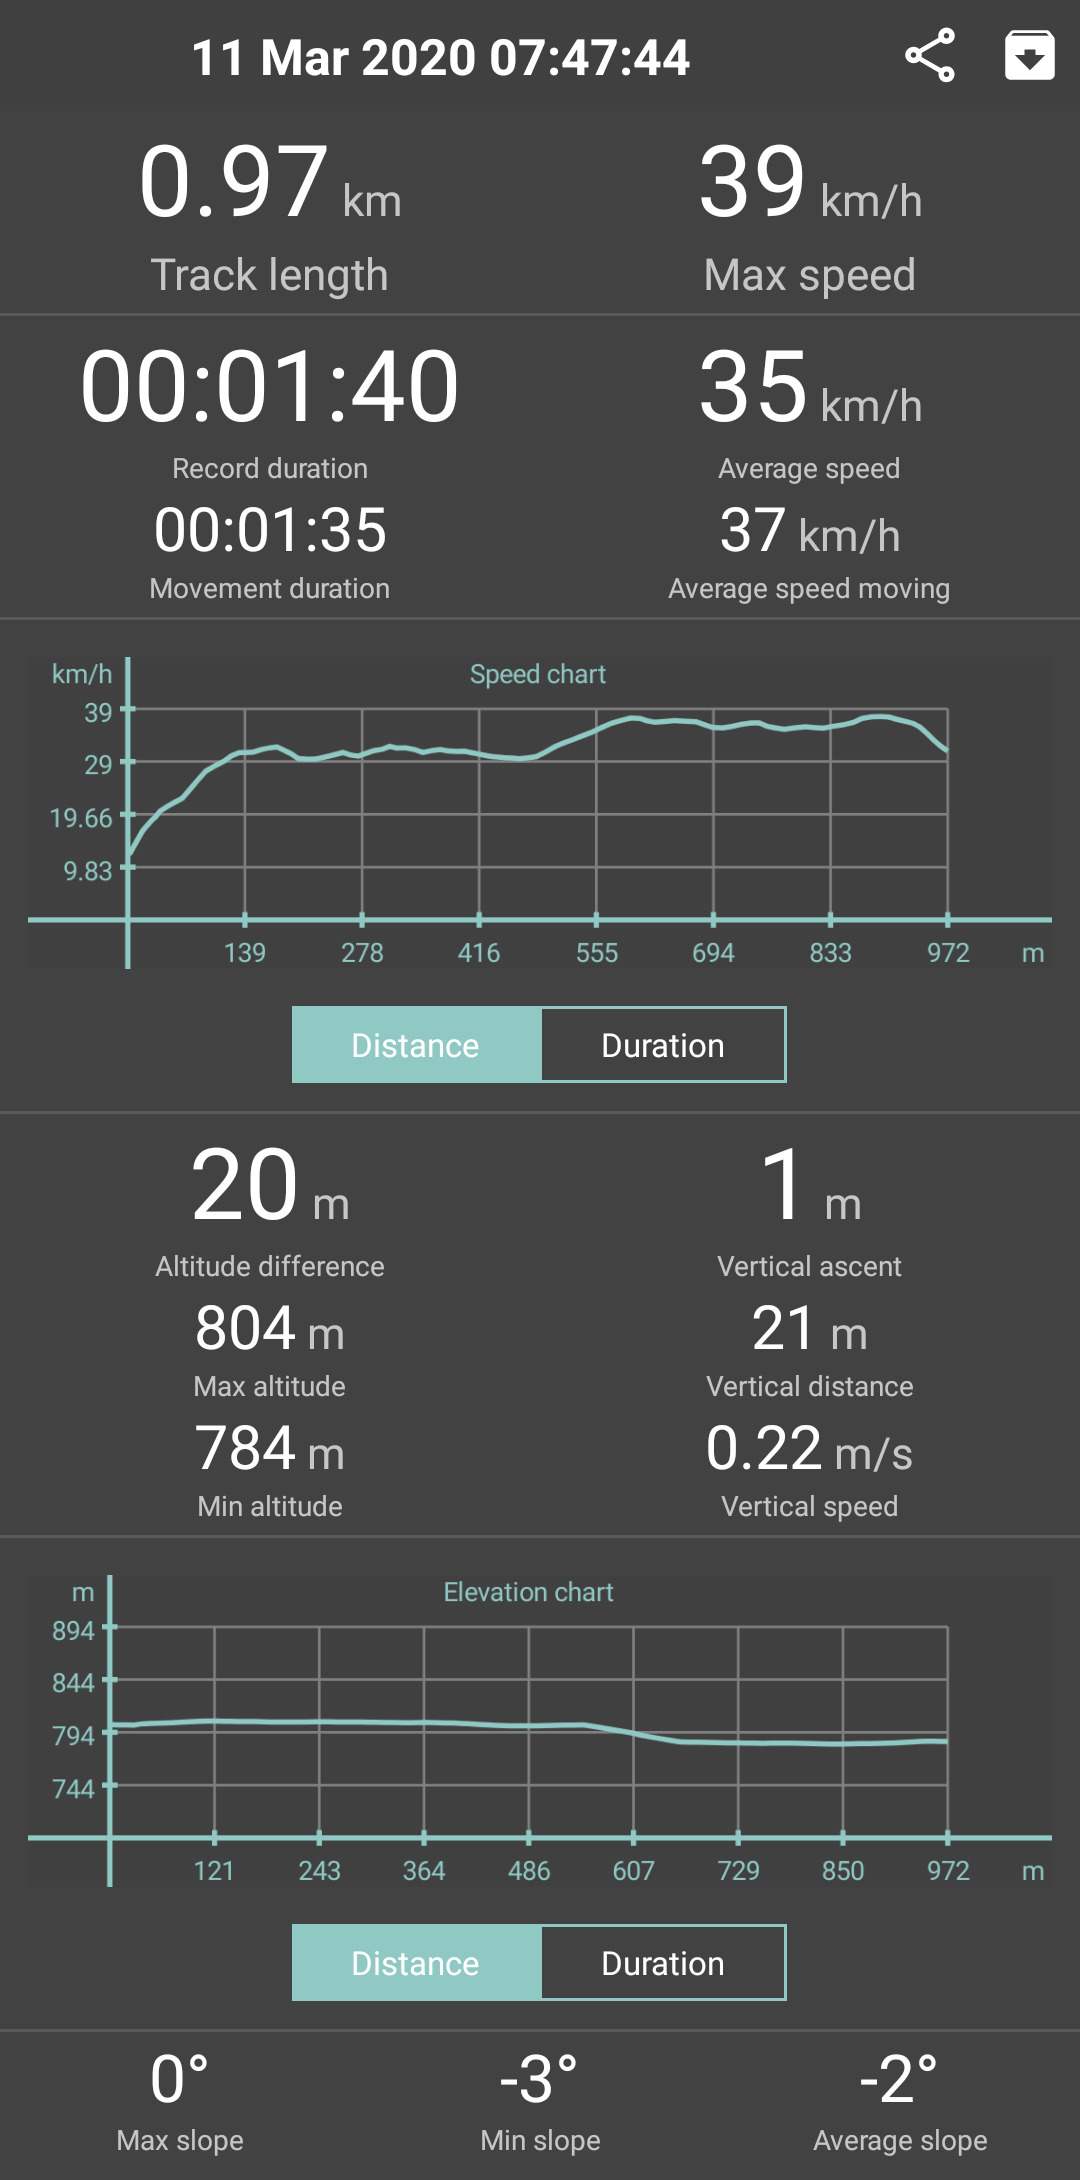 11 Mar 2020 07:47:44
0.97 km
Track length
39 km/h
Max speed
00:01:40
Record duration
00:01:35
Movement duration
35 km/h
Average speed
37 km/h
Average speed moving
km/h
Speed chart
39
29
19.66
9.83
139 278 416 555 694 833 972 m
Distance
Duration
20 m
Altitude difference
804 m
Max altitude
784 m
Min altitude
1 m
Vertical ascent
21 m
Vertical distance
0.22 m/s
Vertical speed
m
Elevation chart
894
844
794
744
121 243 364 486 607 729 850 972 m
Distance
Duration
0°
Max slope
-3°
Min slope
-2°
Average slope